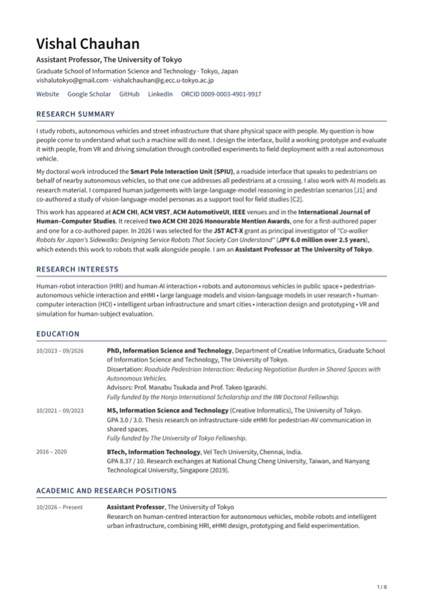 Vishal Chauhan
Assistant Professor, The University of Tokyo
Graduate School of Information Science and Technology · Tokyo, Japan
vishalutokyo@gmail.com · vishalchauhan@g.ecc.u-tokyo.ac.jp
Website Google Scholar GitHub LinkedIn ORCID 0009-0003-4901-9917
RESEARCH SUMMARY
I study robots, autonomous vehicles and street infrastructure that share physical space with people. My question is how
people come to understand what such a machine will do next. I design the interface, build a working prototype and evaluate
it with people, from VR and driving simulation through controlled experiments to field deployment with a real autonomous
vehicle.
My doctoral work introduced the Smart Pole Interaction Unit (SPIU), a roadside interface that speaks to pedestrians on
behalf of nearby autonomous vehicles, so that one cue addresses all pedestrians at a crossing. I also work with AI models as
research material. I compared human judgements with large-language-model reasoning in pedestrian scenarios [J1] and
co-authored a study of vision-language-model personas as a support tool for field studies [C2].
This work has appeared at ACM CHI, ACM VRST, ACM AutomotiveUI, IEEE venues and in the International Journal of
Human–Computer Studies. It received two ACM CHI 2026 Honourable Mention Awards, one for a first-authored paper
and one for a co-authored paper. In 2026 I was selected for the JST ACT-X grant as principal investigator of "Co-walker
Robots for Japan's Sidewalks: Designing Service Robots That Society Can Understand" (JPY 6.0 million over 2.5 years),
which extends this work to robots that walk alongside people. I am an Assistant Professor at The University of Tokyo.
RESEARCH INTERESTS
Human-robot interaction (HRI) and human-AI interaction • robots and autonomous vehicles in public space • pedestrian-
autonomous vehicle interaction and eHMI • large language models and vision-language models in user research • human-
computer interaction (HCI) • intelligent urban infrastructure and smart cities • interaction design and prototyping • VR and
simulation for human-subject evaluation.
EDUCATION
10/2023 – 09/2026 PhD, Information Science and Technology, Department of Creative Informatics, Graduate School
of Information Science and Technology, The University of Tokyo.
Dissertation: Roadside Pedestrian Interaction: Reducing Negotiation Burden in Shared Spaces with
Autonomous Vehicles.
Advisors: Prof. Manabu Tsukada and Prof. Takeo Igarashi.
Fully funded by the Honjo International Scholarship and the IIW Doctoral Fellowship.
10/2021 – 09/2023 MS, Information Science and Technology (Creative Informatics), The University of Tokyo.
GPA 3.0 / 3.0. Thesis research on infrastructure-side eHMI for pedestrian-AV communication in
shared spaces.
Fully funded by The University of Tokyo Fellowship.
2016 – 2020 BTech, Information Technology, Vel Tech University, Chennai, India.
GPA 8.37 / 10. Research exchanges at National Chung Cheng University, Taiwan, and Nanyang
Technological University, Singapore (2019).
ACADEMIC AND RESEARCH POSITIONS
10/2026 – Present Assistant Professor, The University of Tokyo
Research on human-centred interaction for autonomous vehicles, mobile robots and intelligent
urban infrastructure, combining HRI, eHMI design, prototyping and field experimentation.